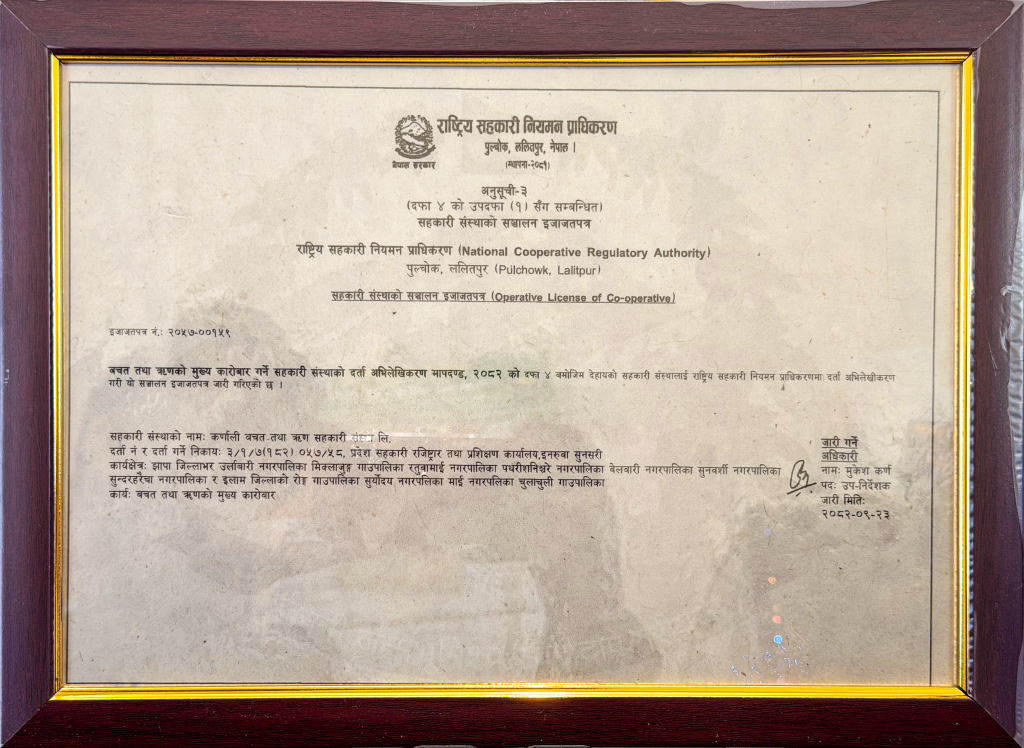 राष्ट्रिय सहकारी नियमन प्राधिकरण
पुल्चोक, ललितपुर, नेपाल ।
(स्थापना-२०८१)
नेपाल सरकार
अनुसूची-३
(दफा ४ को उपदफा (१) सँग सम्बन्धित)
सहकारी संस्थाको सञ्चालन इजाजतपत्र
राष्ट्रिय सहकारी नियमन प्राधिकरण (National Cooperative Regulatory Authority)
पुल्चोक, ललितपुर (Pulchowk, Lalitpur)
सहकारी संस्थाको सञ्चालन इजाजतपत्र (Operative License of Co-operative)
इजाजतपत्र नं.: २०५७-००१५९
बचत तथा ऋणको मुख्य कारोबार गर्ने सहकारी संस्थाको दर्ता अभिलेखिकरण मापदण्ड, २०८२ को दफा ४ बमोजिम देहायको सहकारी संस्थालाई राष्ट्रिय सहकारी नियमन प्राधिकरणमा दर्ता अभिलेखीकरण
गरी यो सञ्चालन इजाजतपत्र जारी गरिएको छ ।
सहकारी संस्थाको नामः कर्णाली बचत तथा ऋण सहकारी संस्था लि.
दर्ता नं र दर्ता गर्ने निकायः ३/१/७(१८२) ०५७/५८, प्रदेश सहकारी रजिष्ट्रार तथा प्रशिक्षण कार्यालय,इनरुवा सुनसरी
कार्यक्षेत्रः झापा जिल्लाभर उर्लाबारी नगरपालिका मिक्लाजुङ्ग गाउपालिका रतुवामाई नगरपालिका पथरीशनिश्चरे नगरपालिका बेलबारी नगरपालिका सुनवर्शी नगरपालिका
सुन्दरहरैचा नगरपालिका र इलाम जिल्लाको रोङ्ग गाउपालिका सुर्योदय नगरपालिका माई नगरपालिका चुलाचुली गाउपालिका
कार्यः बचत तथा ऋणको मुख्य कारोबार
जारी गर्ने
अधिकारी
नामः मुकेश कर्ण
पदः उप-निर्देशक
जारी मितिः
२०८२-०९-२३